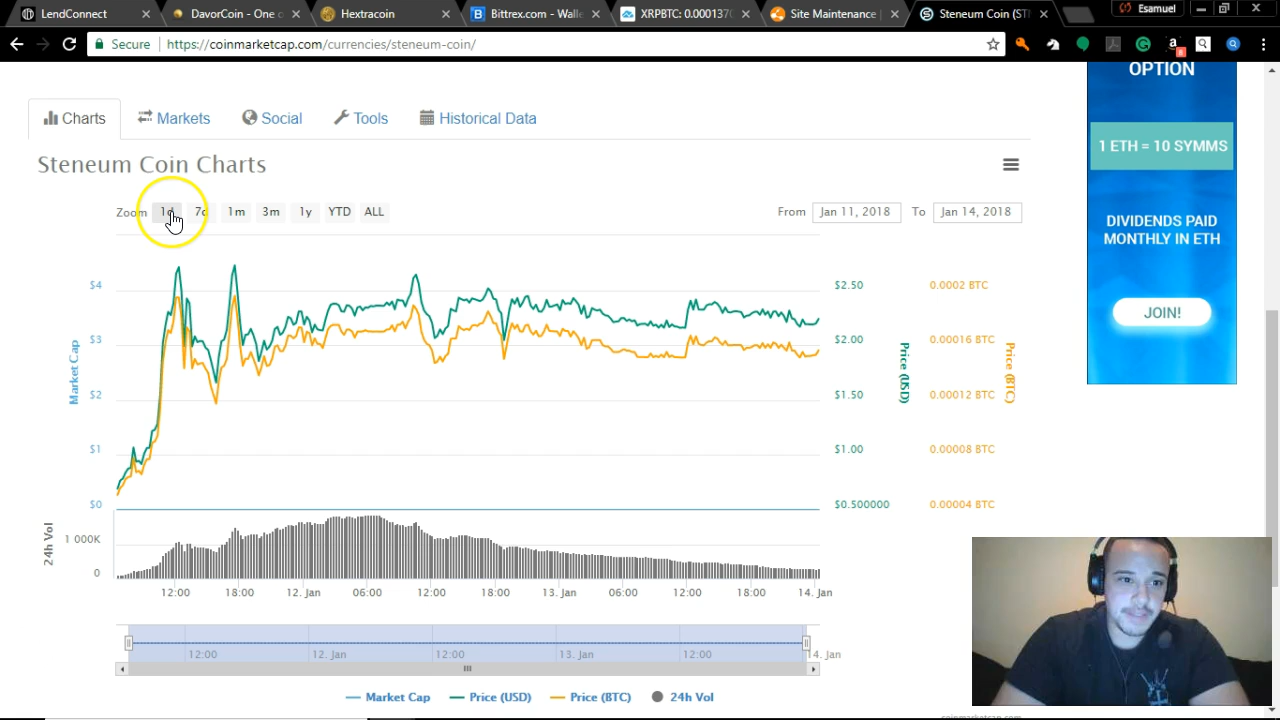 LendConnect
DavorCoin - One o
Hextracoin
Bittrex.com - Walle
XRPBTC: 0.000137
Site Maintenance |
Steneum Coin (STN
Esamuel
Secure
https://coinmarketcap.com/currencies/steneum-coin/
Charts
Markets
Social
Tools
Historical Data
OPTION
1 ETH = 10 SYMMS
DIVIDENDS PAID
MONTHLY IN ETH
JOIN!
Steneum Coin Charts
Zoom 1d 7d 1m 3m 1y YTD ALL
From Jan 11, 2018 To Jan 14, 2018
$4 $2.50 0.0002 BTC
$3 $2.00 0.00016 BTC
$2 $1.50 0.00012 BTC
$1 $1.00 0.00008 BTC
$0 $0.500000 0.00004 BTC
Market Cap
Price (USD)
Price (BTC)
24h Vol
1 000K
0
12:00 18:00 12. Jan 06:00 12:00 18:00 13. Jan 06:00 12:00 18:00 14. Jan
12:00 12. Jan 12:00 13. Jan 12:00 14. Jan
Market Cap Price (USD) Price (BTC) 24h Vol
coinmarketcap.com